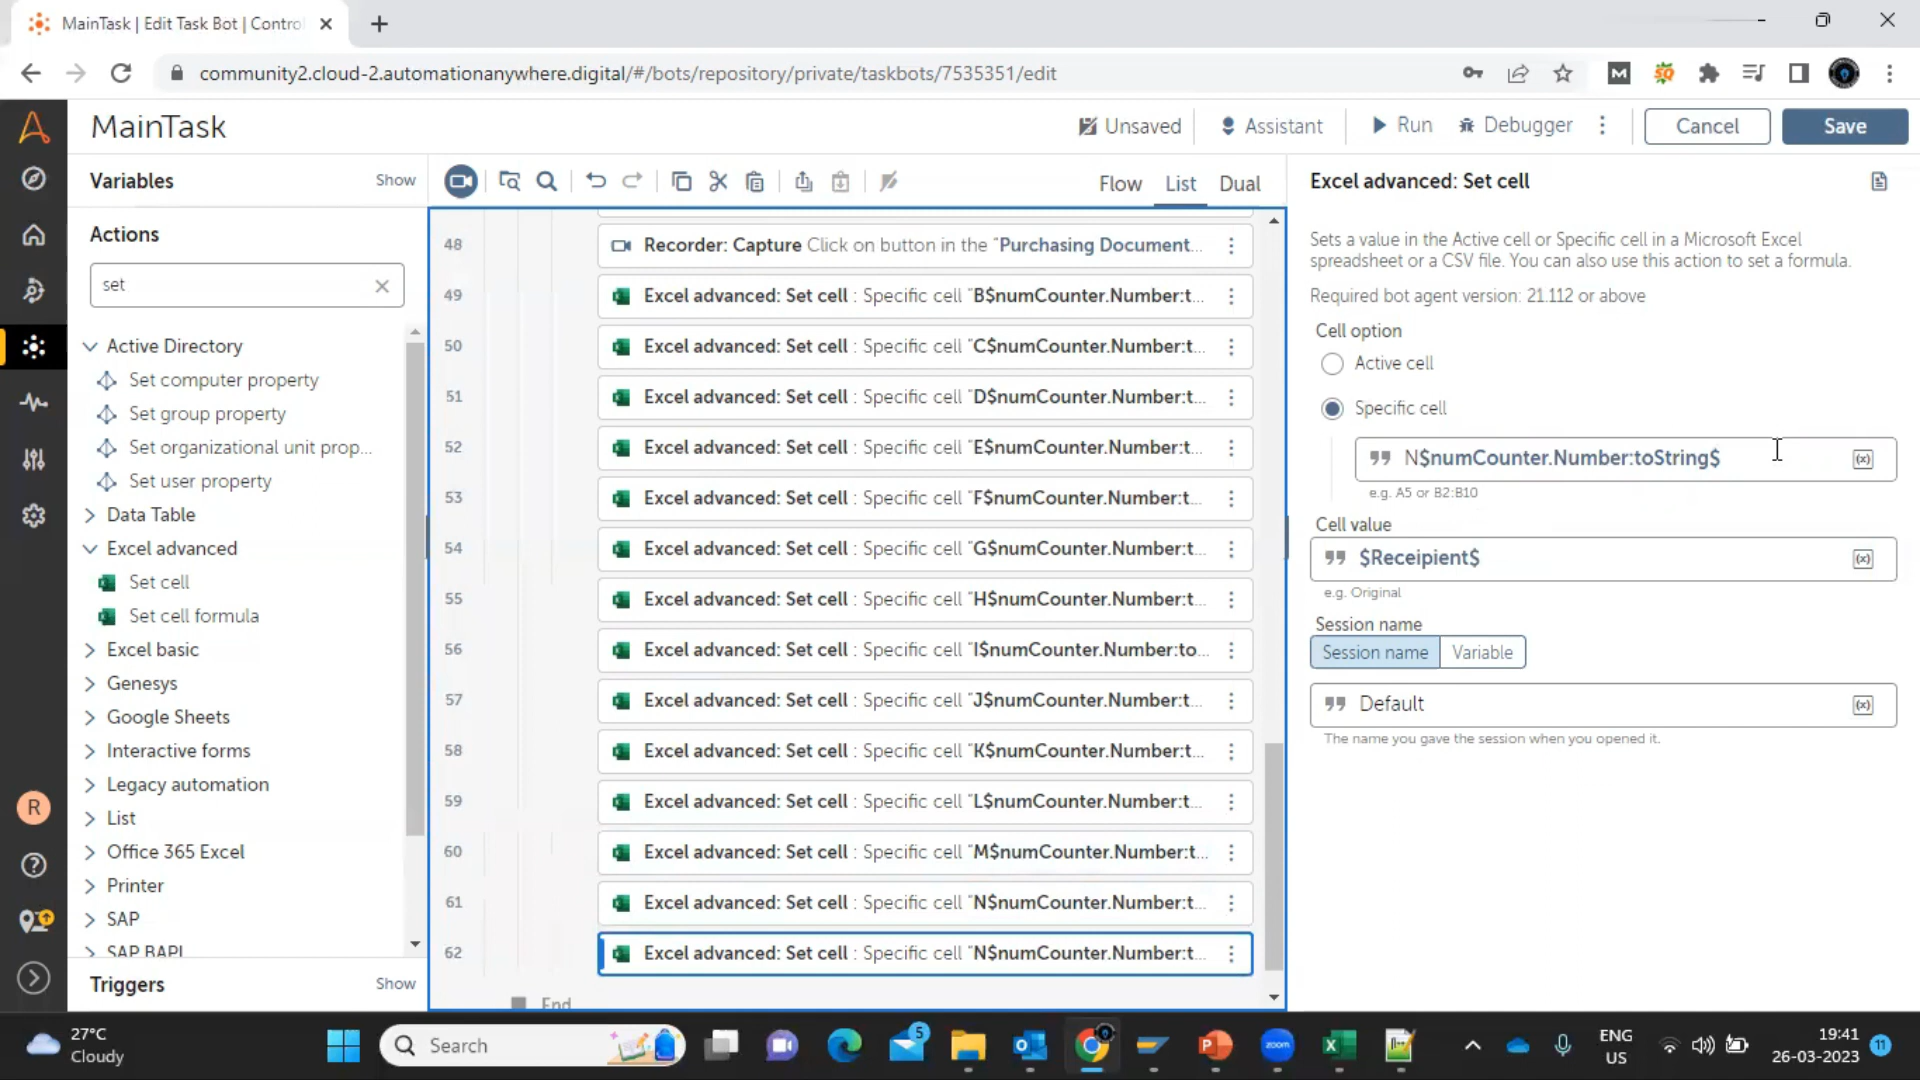 MainTask | Edit Task Bot | Contro
community2.cloud-2.automationanywhere.digital/#/bots/repository/private/taskbots/7535351/edit
MainTask
Unsaved
Assistant
Run
Debugger
Cancel
Save
Variables
Show
Actions
set
Active Directory
Set computer property
Set group property
Set organizational unit prop...
Set user property
Data Table
Excel advanced
Set cell
Set cell formula
Excel basic
Genesys
Google Sheets
Interactive forms
Legacy automation
List
Office 365 Excel
Printer
SAP
SAP BAPI
Triggers
Show
Flow
List
Dual
48 Recorder: Capture Click on button in the "Purchasing Document...
49 Excel advanced: Set cell : Specific cell "B$numCounter.Number:t...
50 Excel advanced: Set cell : Specific cell "C$numCounter.Number:t...
51 Excel advanced: Set cell : Specific cell "D$numCounter.Number:t...
52 Excel advanced: Set cell : Specific cell "E$numCounter.Number:t...
53 Excel advanced: Set cell : Specific cell "F$numCounter.Number:t...
54 Excel advanced: Set cell : Specific cell "G$numCounter.Number:t...
55 Excel advanced: Set cell : Specific cell "H$numCounter.Number:t...
56 Excel advanced: Set cell : Specific cell "I$numCounter.Number:to...
57 Excel advanced: Set cell : Specific cell "J$numCounter.Number:t...
58 Excel advanced: Set cell : Specific cell "K$numCounter.Number:t...
59 Excel advanced: Set cell : Specific cell "L$numCounter.Number:t...
60 Excel advanced: Set cell : Specific cell "M$numCounter.Number:t...
61 Excel advanced: Set cell : Specific cell "N$numCounter.Number:t...
62 Excel advanced: Set cell : Specific cell "N$numCounter.Number:t...
End
Excel advanced: Set cell
Sets a value in the Active cell or Specific cell in a Microsoft Excel
spreadsheet or a CSV file. You can also use this action to set a formula.
Required bot agent version: 21.112 or above
Cell option
Active cell
Specific cell
N$numCounter.Number:toString$
(x)
e.g. A5 or B2:B10
Cell value
$Receipient$
(x)
e.g. Original
Session name
Session name
Variable
Default
(x)
The name you gave the session when you opened it.
R
27°C
Cloudy
Search
5
zoom
ENG
US
19:41
26-03-2023
11